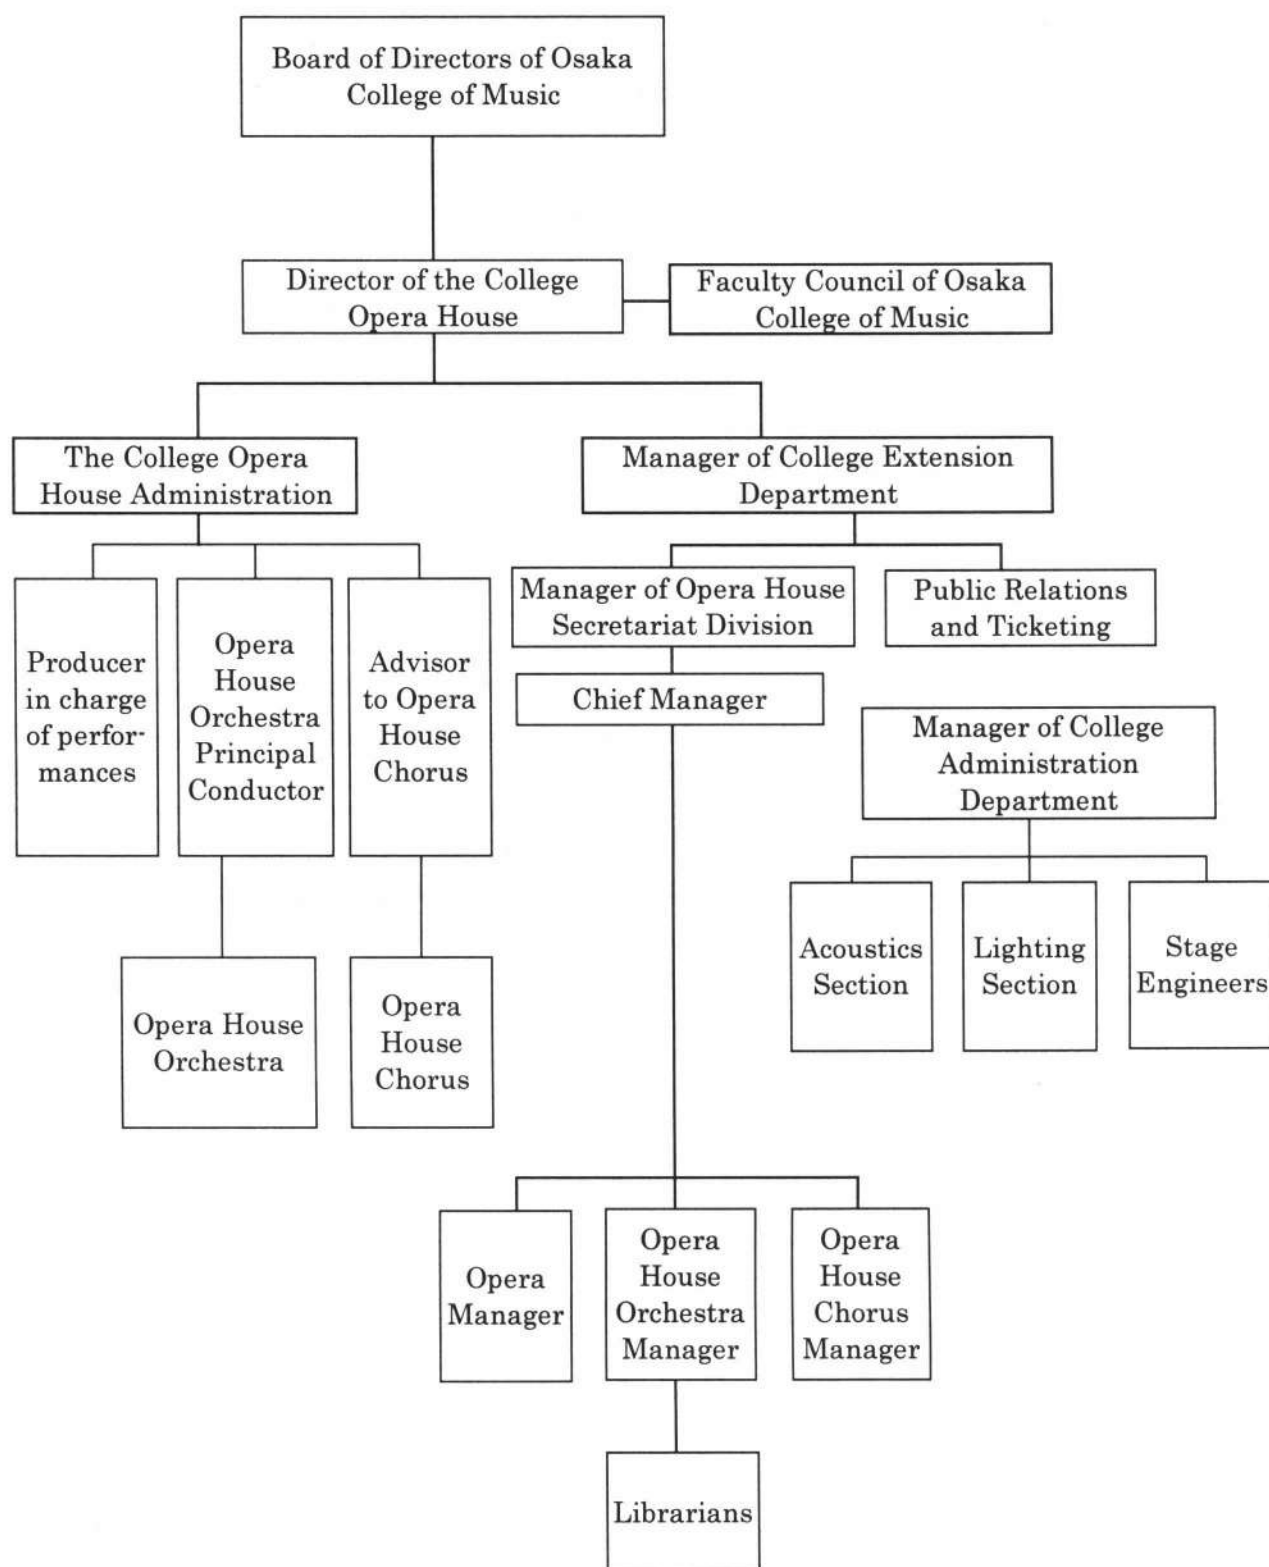 Board of Directors of Osaka
College of Music
Director of the College
Opera House
Faculty Council of Osaka
College of Music
The College Opera
House Administration
Manager of College Extension
Department
Producer
in charge
of perfor-
mances
Opera
House
Orchestra
Principal
Conductor
Advisor
to Opera
House
Chorus
Manager of Opera House
Secretariat Division
Public Relations
and Ticketing
Chief Manager
Manager of College
Administration
Department
Opera House
Orchestra
Opera
House
Chorus
Acoustics
Section
Lighting
Section
Stage
Engineers
Opera
Manager
Opera
House
Orchestra
Manager
Opera
House
Chorus
Manager
Librarians